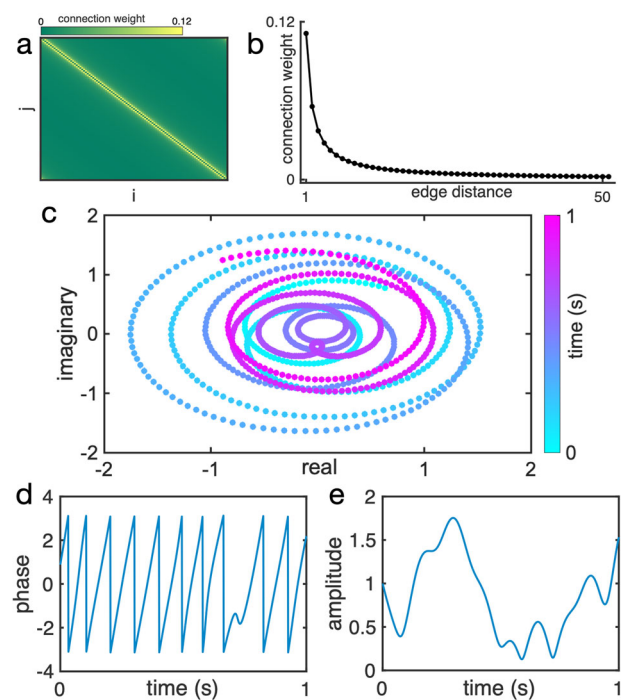 connection weight
0
0.12
a
j
i
b
0.12
connection weight
0
1
edge distance
50
c
2
1
0
-1
-2
imaginary
-2
-1
real
1
2
1
time (s)
0
d
4
2
0
-2
-4
phase
0
time (s)
1
e
2
1.5
1
0.5
0
amplitude
0
time (s)
1